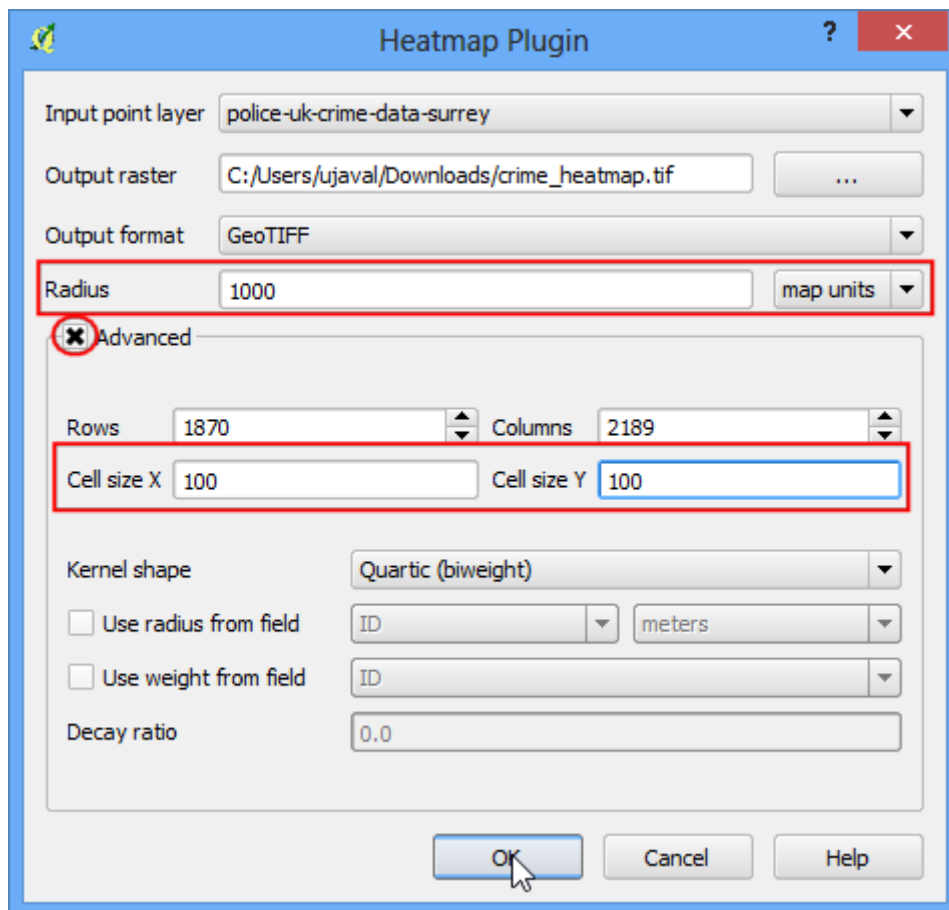 Heatmap Plugin ? ×
Input point layer police-uk-crime-data-surrey
Output raster C:/Users/ujaval/Downloads/crime_heatmap.tif ...
Output format GeoTIFF
Radius 1000 map units
Advanced
Rows 1870 Columns 2189
Cell size X 100 Cell size Y 100
Kernel shape Quartic (biweight)
Use radius from field ID meters
Use weight from field ID
Decay ratio 0.0
OK Cancel Help